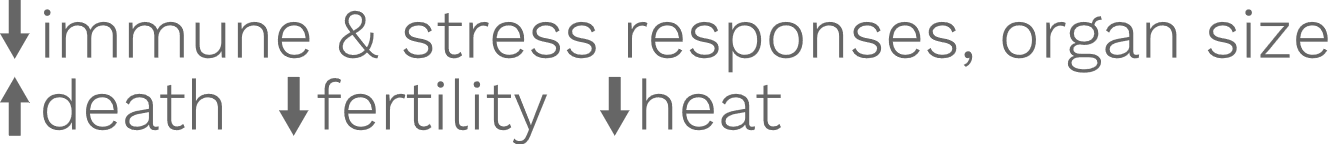 ↓immune & stress responses, organ size
↑death ↓fertility ↓heat